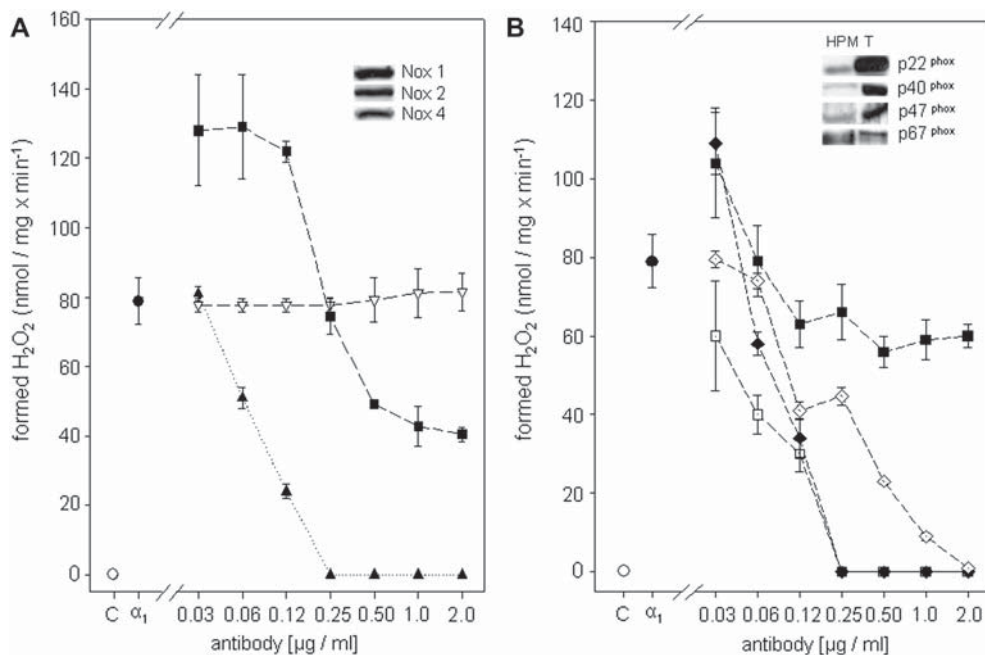 A
160
140
120
100
80
60
40
20
0
formed H₂O₂ (nmol / mg x min⁻¹)
Nox 1
Nox 2
Nox 4
C α₁ 0.03 0.06 0.12 0.25 0.50 1.0 2.0
antibody [µg / ml]
B
140
120
100
80
60
40
20
0
formed H₂O₂ (nmol / mg x min⁻¹)
HPM T
p22 phox
p40 phox
p47 phox
p67 phox
C α₁ 0.03 0.06 0.12 0.25 0.50 1.0 2.0
antibody [µg / ml]